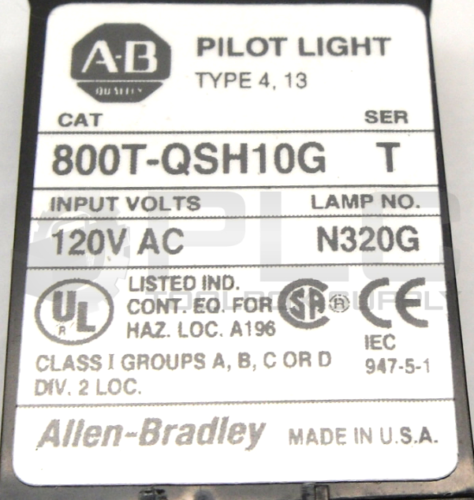 A-B
QUALITY
PILOT LIGHT
TYPE 4, 13
CAT
SER
800T-QSH10G T
INPUT VOLTS LAMP NO.
120V AC N320G
UL
R
LISTED IND.
CONT. EQ. FOR
HAZ. LOC. A196
SA ®
CE
IEC
947-5-1
CLASS I GROUPS A, B, C OR D
DIV. 2 LOC.
Allen-Bradley MADE IN U.S.A.
PLC